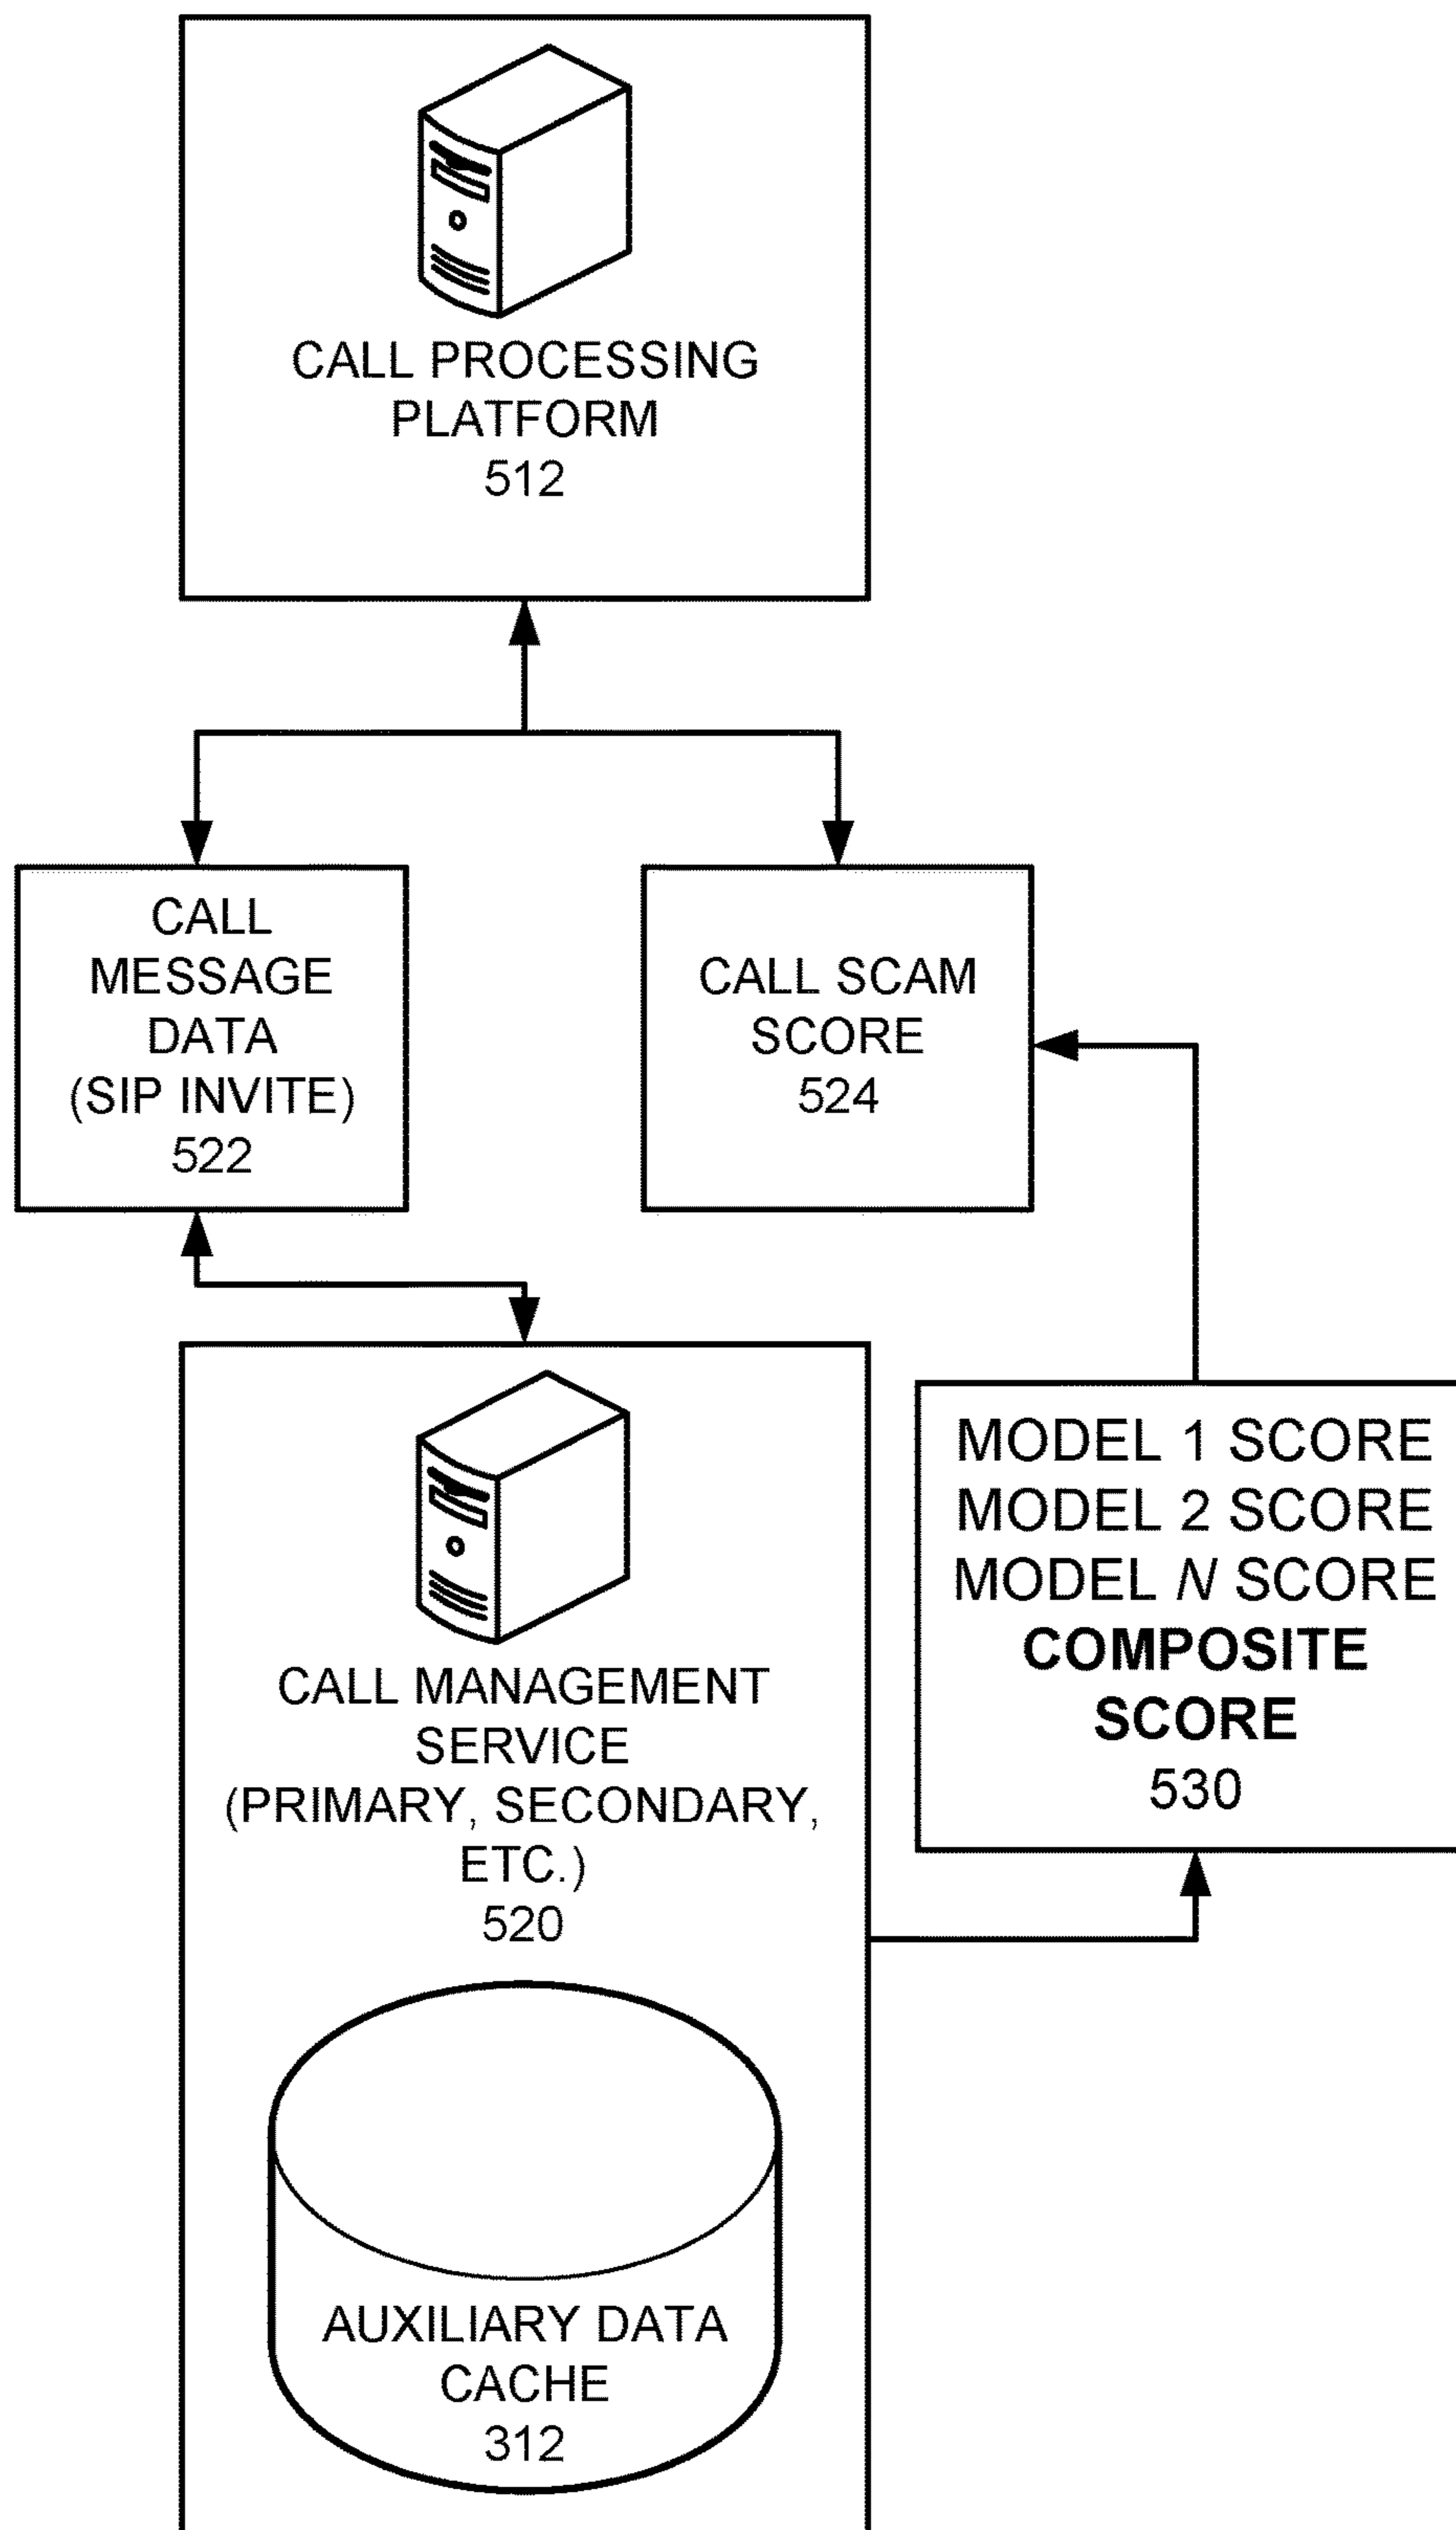 CALL PROCESSING
PLATFORM
512
CALL
MESSAGE
DATA
(SIP INVITE)
522
CALL SCAM
SCORE
524
CALL MANAGEMENT
SERVICE
(PRIMARY, SECONDARY,
ETC.)
520
MODEL 1 SCORE
MODEL 2 SCORE
MODEL N SCORE
COMPOSITE
SCORE
530
AUXILIARY DATA
CACHE
312